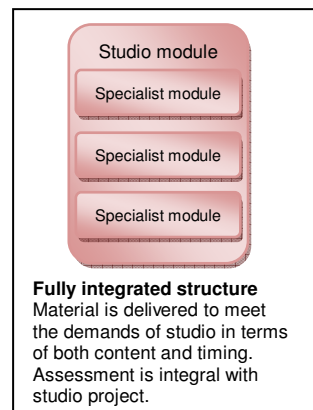 Studio module
Specialist module
Specialist module
Specialist module
Fully integrated structure
Material is delivered to meet
the demands of studio in terms
of both content and timing.
Assessment is integral with
studio project.